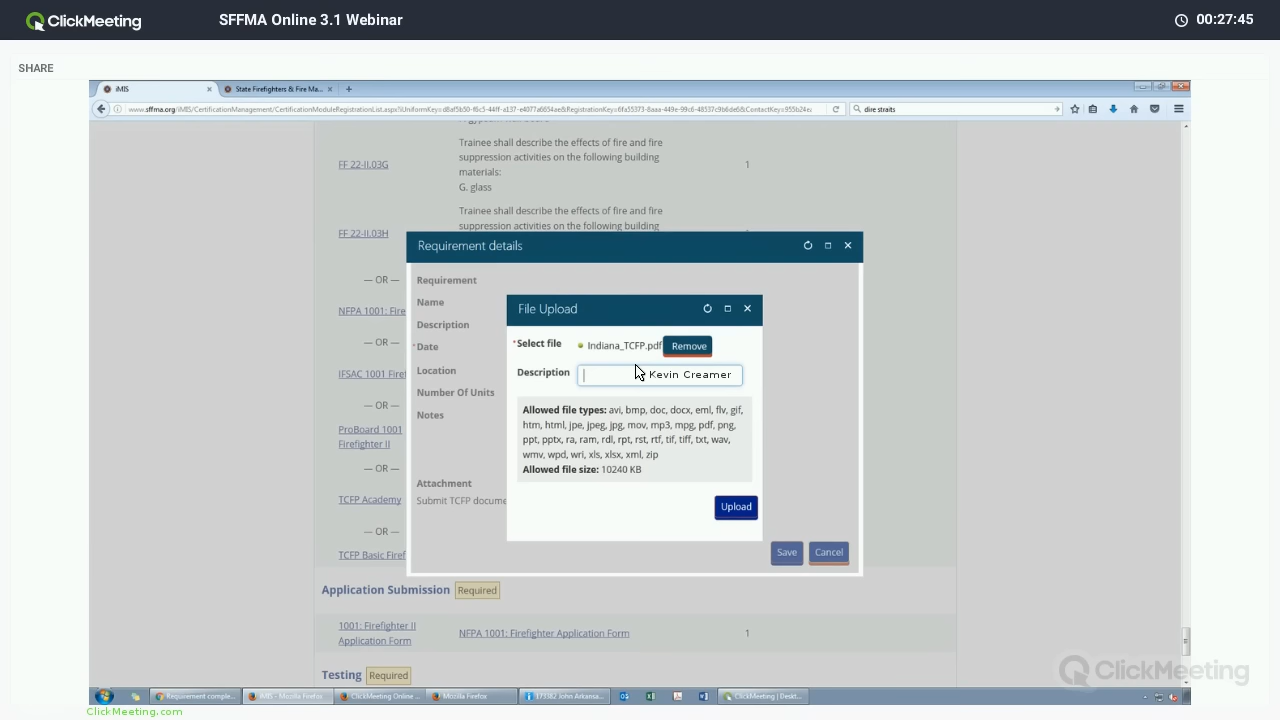 ClickMeeting
SFFMA Online 3.1 Webinar
00:27:45
SHARE
iMIS
State Firefighters & Fire Ma...
dire straits
Trainee shall describe the effects of fire and fire
suppression activities on the following building
materials:
G. glass
FF 22-II.03G
1
Trainee shall describe the effects of fire and fire
suppression activities on the following building
FF 22-II.03H
— OR —
NFPA 1001: Fire
— OR —
IFSAC 1001 Firef
— OR —
ProBoard 1001
Firefighter II
— OR —
TCFP Academy
— OR —
TCFP Basic Firef
Requirement details
Requirement
Name
Description
* Date
Location
Number Of Units
Notes
Attachment
Submit TCFP docume
Save
Cancel
File Upload
* Select file
Indiana_TCFP.pdf
Remove
Description
Kevin Creamer
Allowed file types: avi, bmp, doc, docx, eml, flv, gif,
htm, html, jpe, jpeg, jpg, mov, mp3, mpg, pdf, png,
ppt, pptx, ra, ram, rdl, rpt, rst, rtf, tif, tiff, txt, wav,
wmv, wpd, wri, xls, xlsx, xml, zip
Allowed file size: 10240 KB
Upload
Application Submission Required
1001: Firefighter II
Application Form
NFPA 1001: Firefighter Application Form
1
Testing Required
ClickMeeting
Requirement comple...
iMIS - Mozilla Firefox
ClickMeeting Online ...
Mozilla Firefox
173382 John Arkansa...
ClickMeeting | Deskt...
ClickMeeting.com